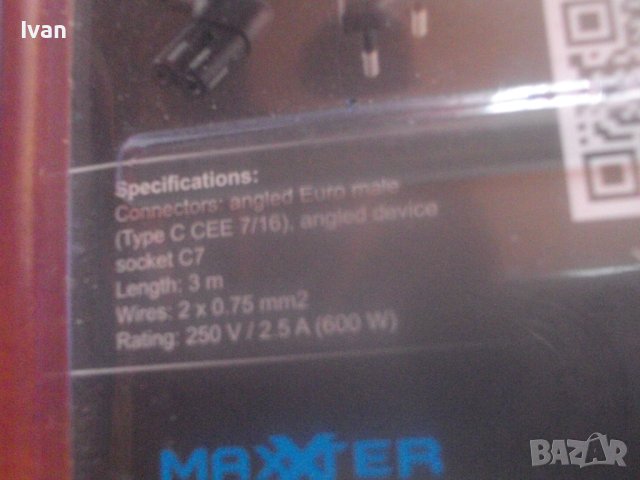 Ivan
Specifications:
Connectors: angled Euro male
(Type C CEE 7/16), angled device
socket C7
Length: 3 m
Wires: 2 x 0.75 mm2
Rating: 250 V / 2.5 A (600 W)
MAXXTER
BAZAR